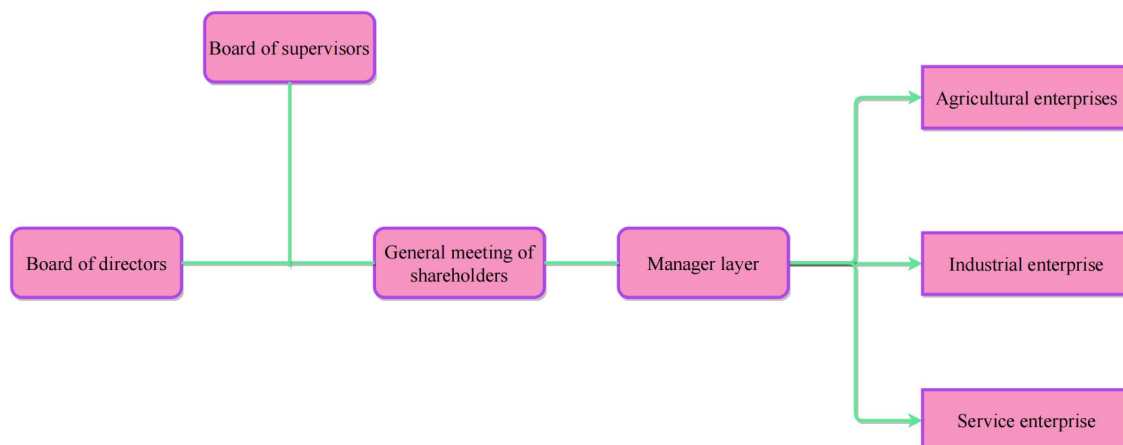 Board of supervisors
Agricultural enterprises
Board of directors
General meeting of
shareholders
Manager layer
Industrial enterprise
Service enterprise